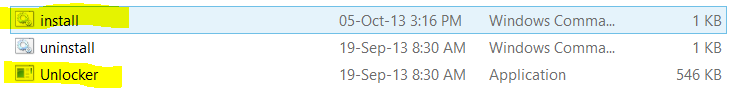 install 05-Oct-13 3:16 PM Windows Comma... 1 KB
uninstall 19-Sep-13 8:30 AM Windows Comma... 1 KB
Unlocker 19-Sep-13 8:30 AM Application 546 KB